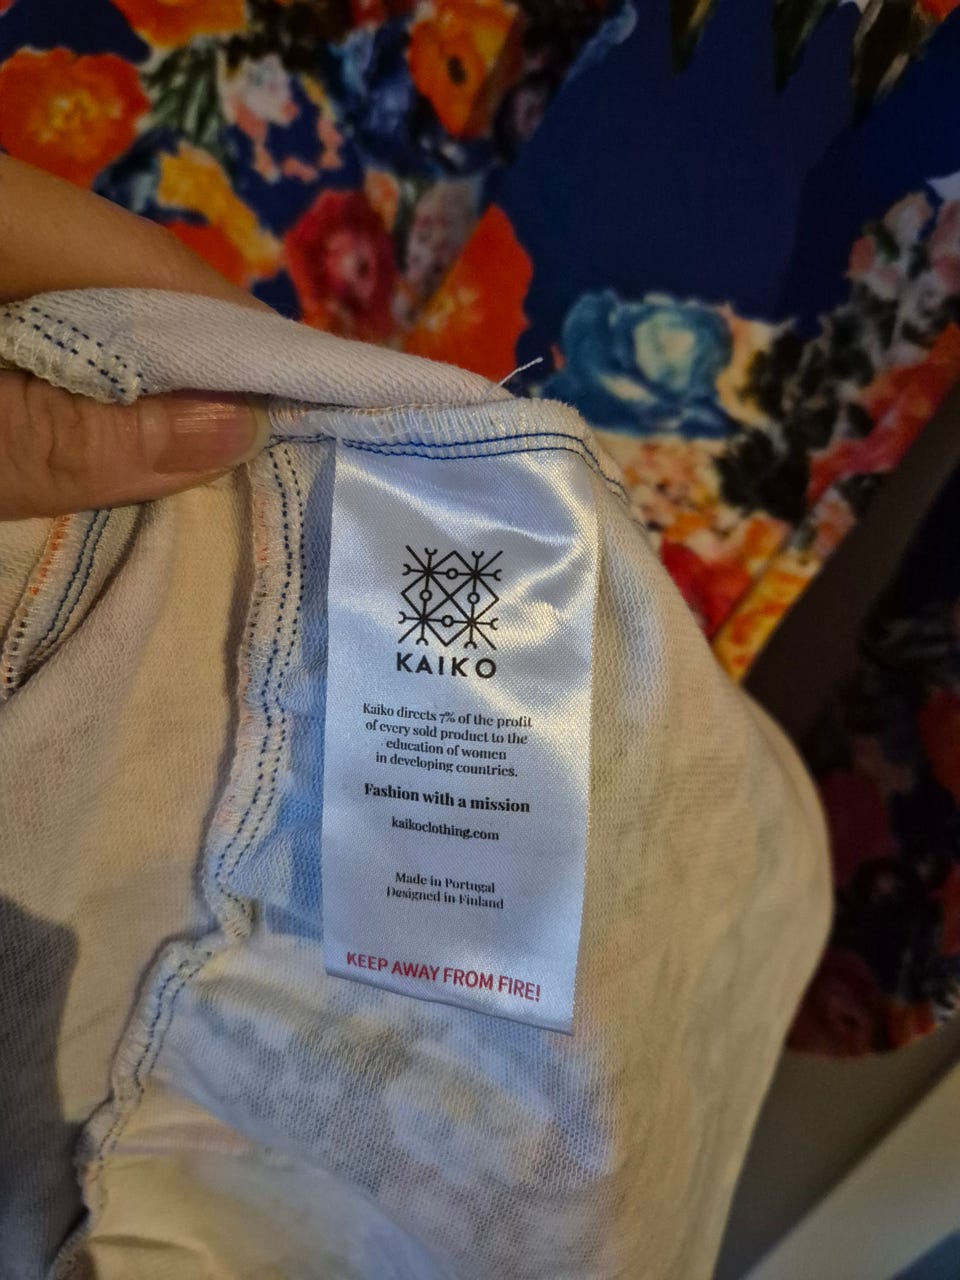 KAIKO
Kaiko directs 7% of the profit
of every sold product to the
education of women
in developing countries.
Fashion with a mission
kaikoclothing.com
Made in Portugal
Designed in Finland
KEEP AWAY FROM FIRE!